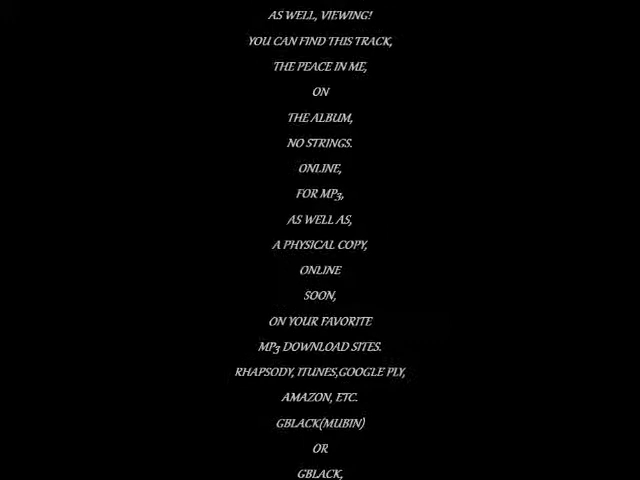 AS WELL, VIEWING!
YOU CAN FIND THIS TRACK,
THE PEACE IN ME,
ON
THE ALBUM,
NO STRINGS.
ONLINE,
FOR MP3,
AS WELL AS,
A PHYSICAL COPY,
ONLINE
SOON,
ON YOUR FAVORITE
MP3 DOWNLOAD SITES.
RHAPSODY, ITUNES,GOOGLE PLY,
AMAZON, ETC.
GBLACK(MUBIN)
OR
GBLACK,